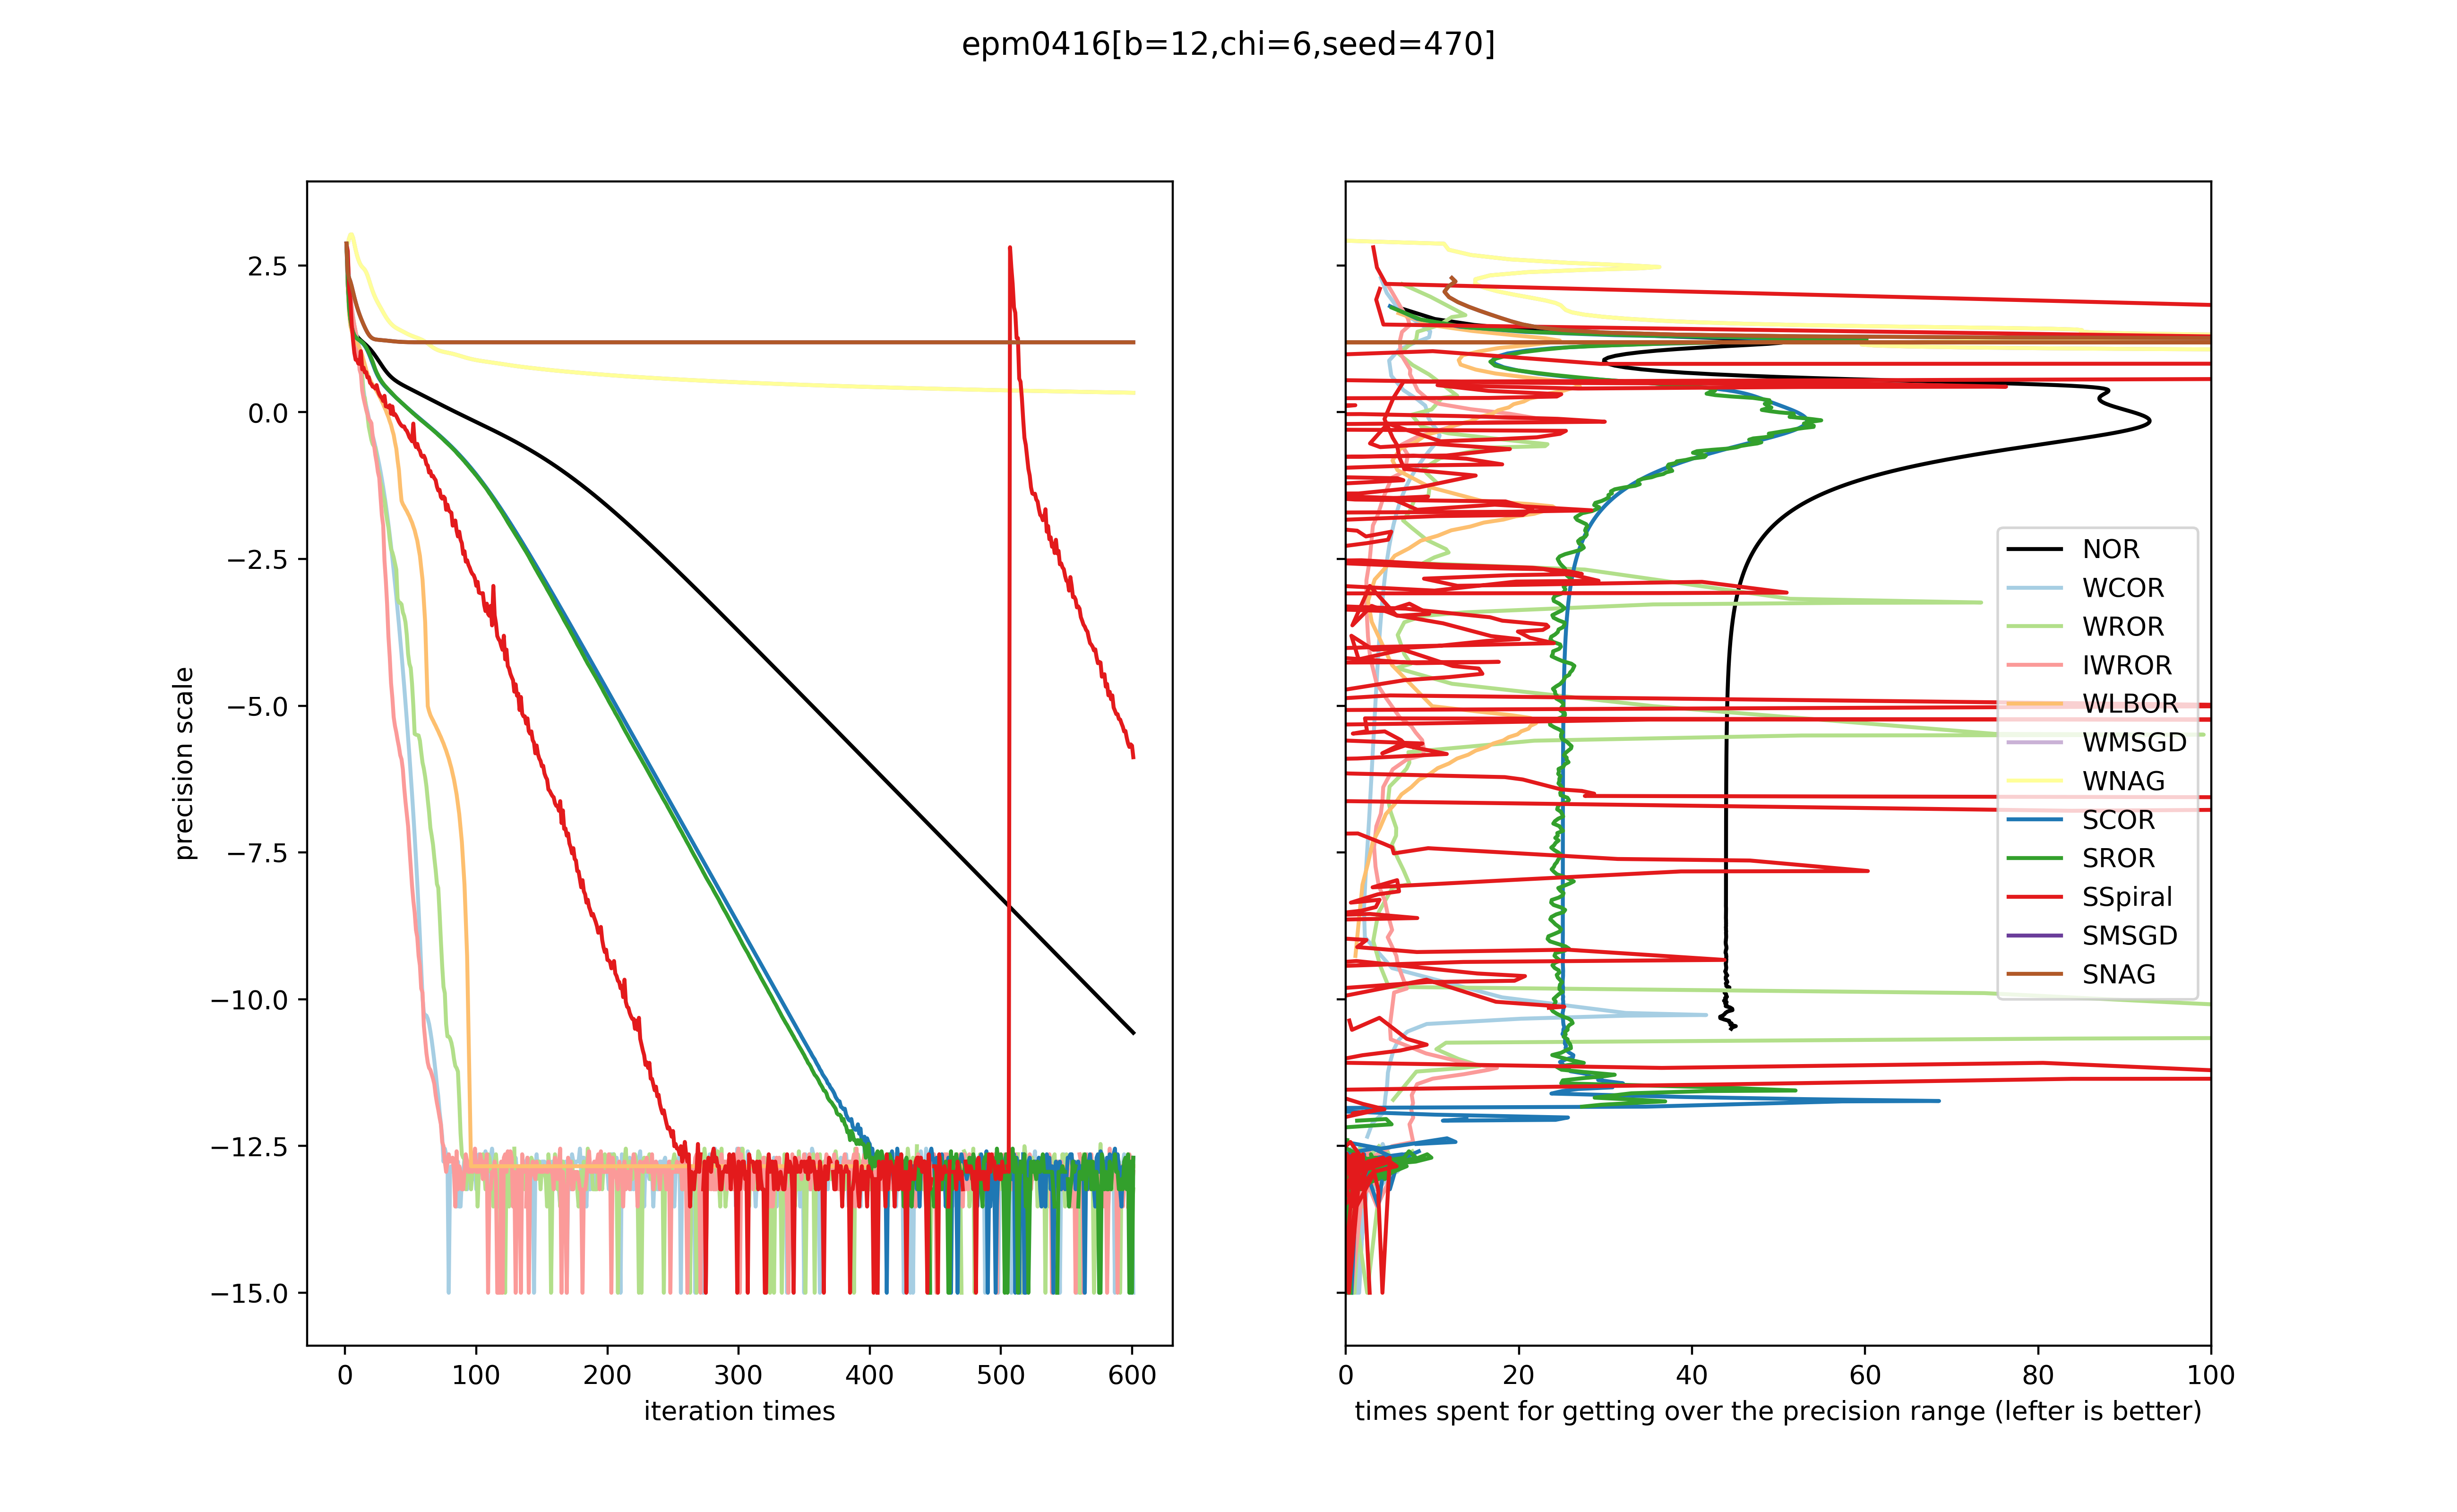 epm0416[b=12,chi=6,seed=470]
precision scale
2.5
0.0
−2.5
−5.0
−7.5
−10.0
−12.5
−15.0
0 100 200 300 400 500 600
iteration times
NOR
WCOR
WROR
IWROR
WLBOR
WMSGD
WNAG
SCOR
SROR
SSpiral
SMSGD
SNAG
0 20 40 60 80 100
times spent for getting over the precision range (lefter is better)